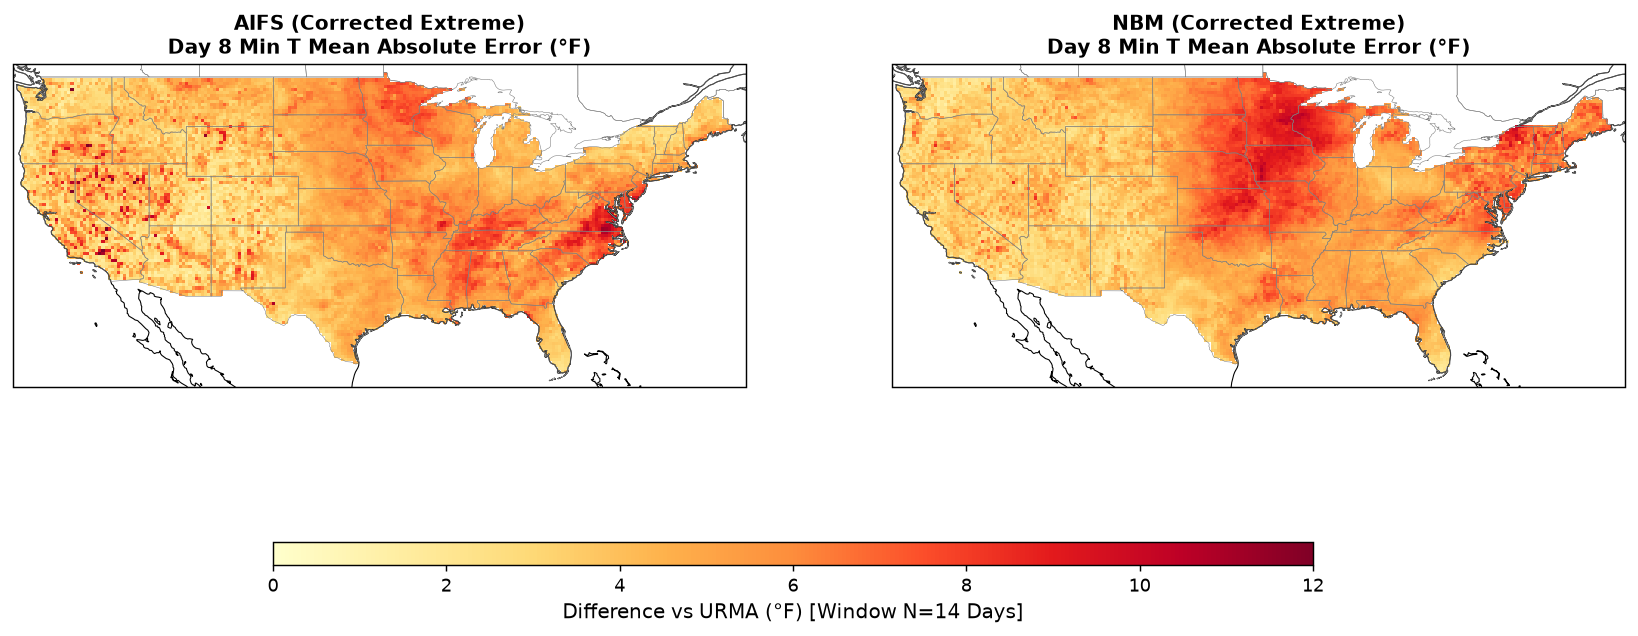 AIFS (Corrected Extreme)
Day 8 Min T Mean Absolute Error (°F)
NBM (Corrected Extreme)
Day 8 Min T Mean Absolute Error (°F)
0 2 4 6 8 10 12
Difference vs URMA (°F) [Window N=14 Days]